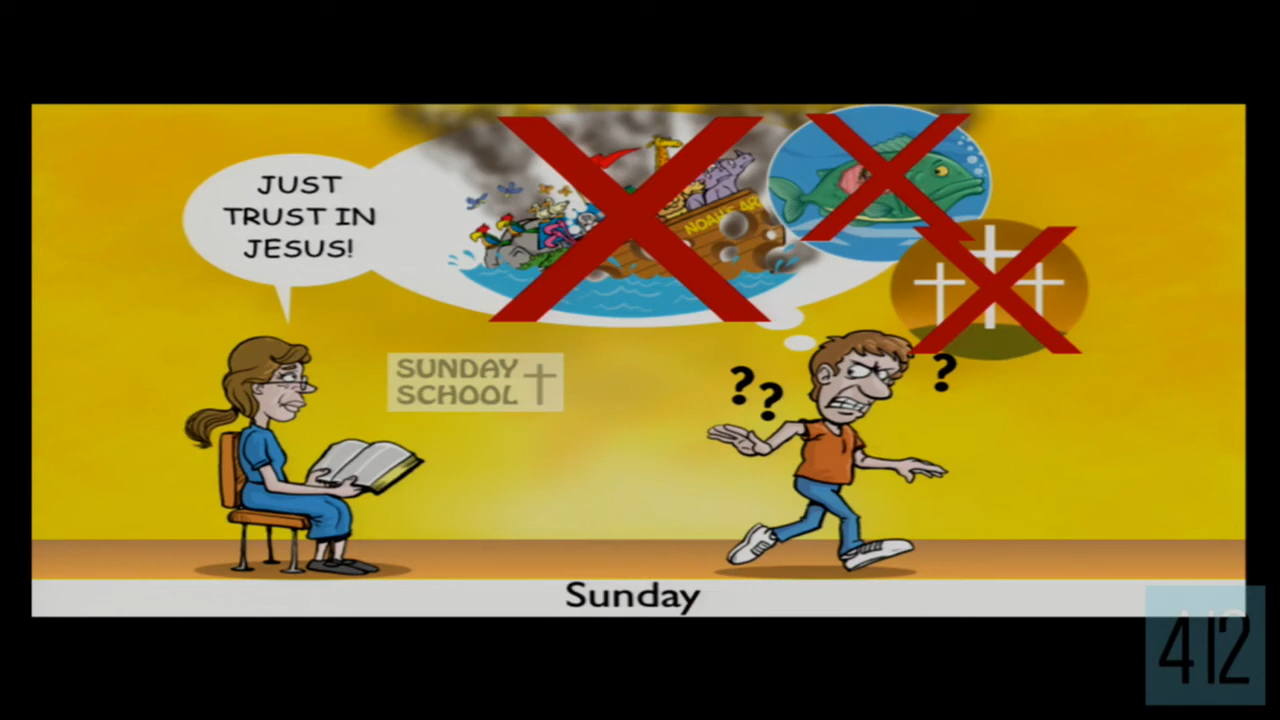 JUST
TRUST IN
JESUS!
NOAH'S AR
SUNDAY
SCHOOL
??
?
Sunday
412